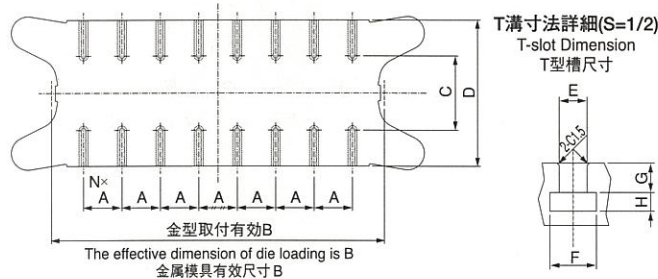 T溝寸法詳細(S=1/2)
T-slot Dimension
T型槽尺寸
E
2-C1.5
G
H
F
C
D
N×
A A A A A A A
金型取付有効B
The effective dimension of die loading is B
金属模具有效尺寸 B